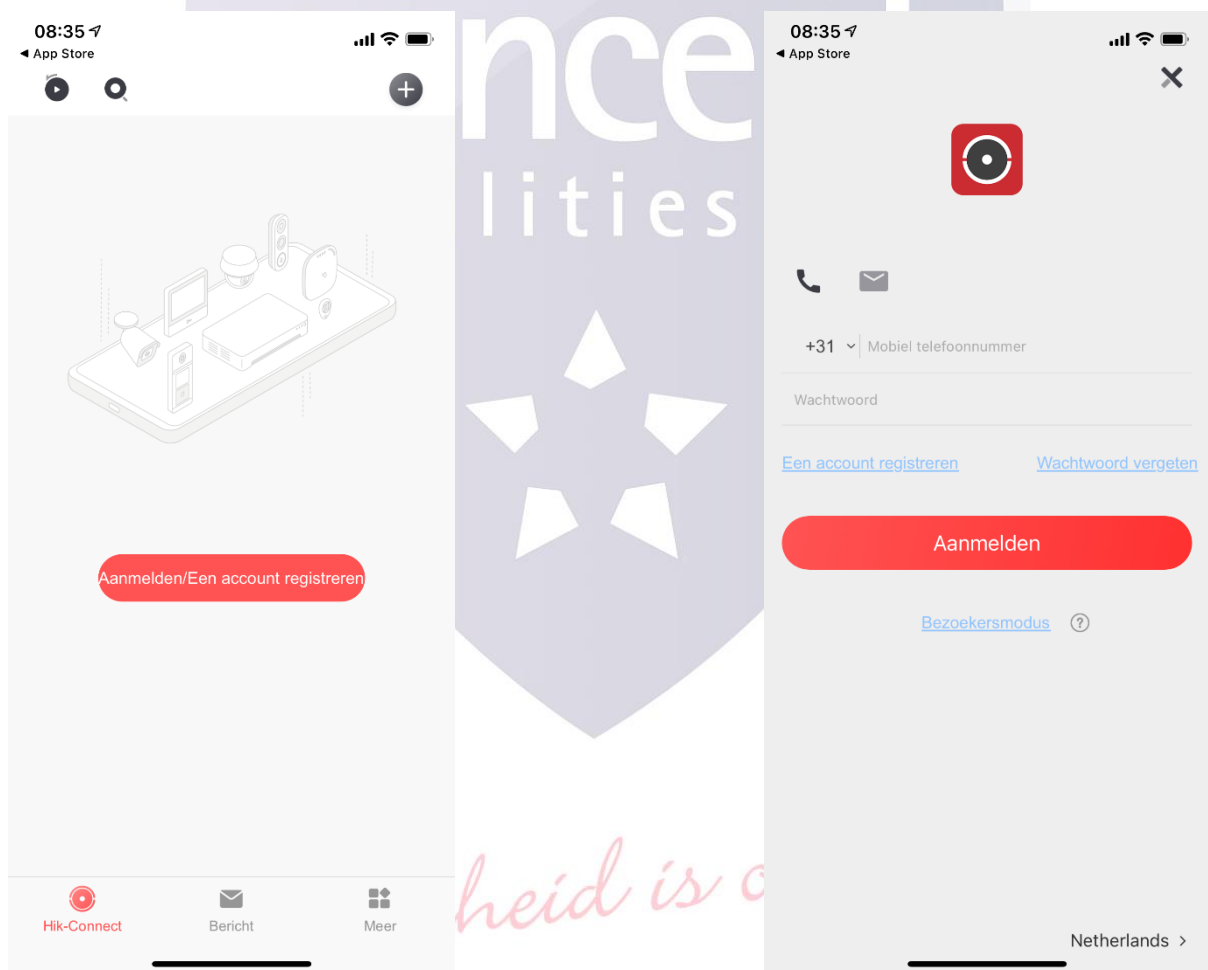 08:35
App Store
Aanmelden/Een account registreren
Hik-Connect
Bericht
Meer
nce
lities
heid is o
08:35
App Store
+31
Mobiel telefoonnummer
Wachtwoord
Een account registreren
Wachtwoord vergeten
Aanmelden
Bezoekersmodus ?
Netherlands >